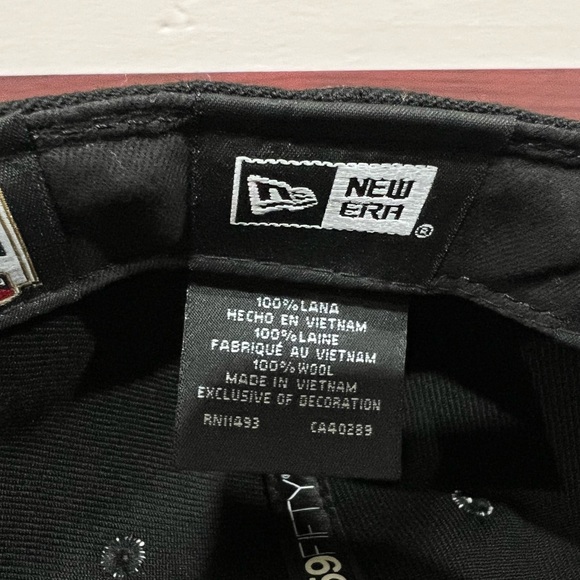 NEW
ERA
®
100% LANA
HECHO EN VIETNAM
100% LAINE
FABRIQUÉ AU VIETNAM
100% WOOL
MADE IN VIETNAM
EXCLUSIVE OF DECORATION
RN11493 CA40289
59FIFTY